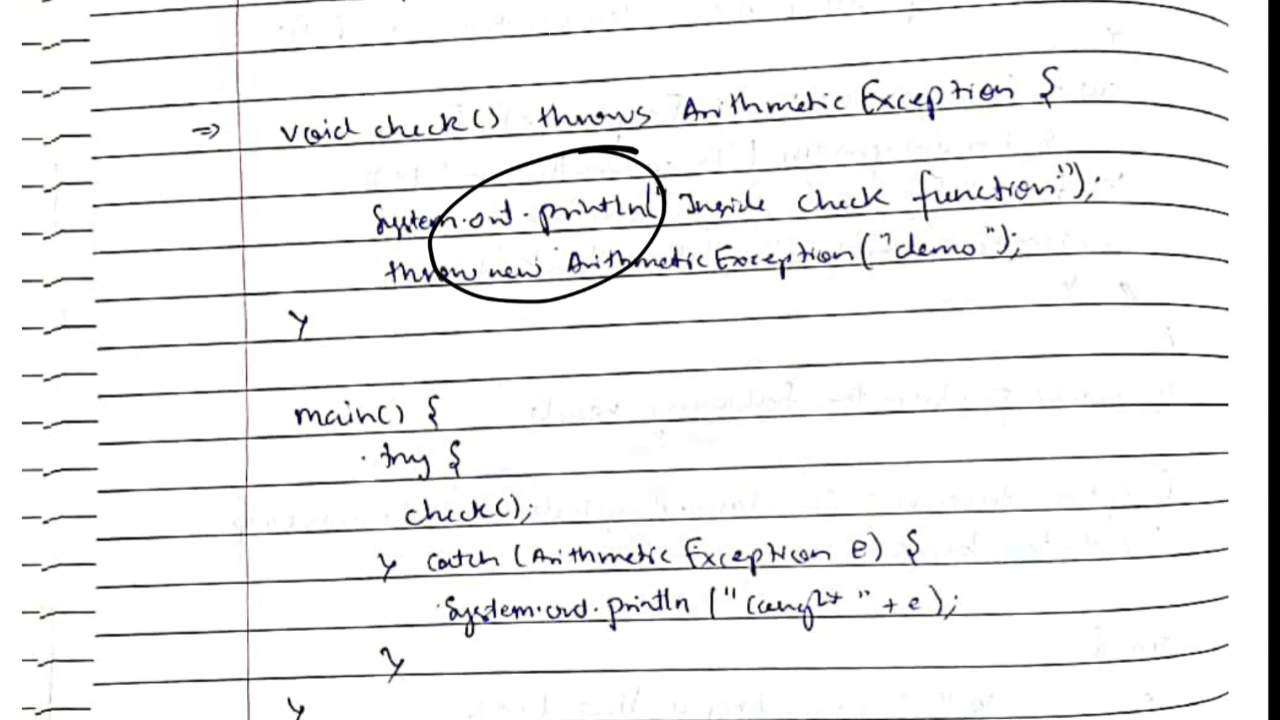 ⇒ void check() throws ArithmeticException {
System.out.println("Inside check function");
throw new ArithmeticException("demo");
}
main() {
try {
check();
} catch (ArithmeticException e) {
System.out.println("caught" + e);
}
}